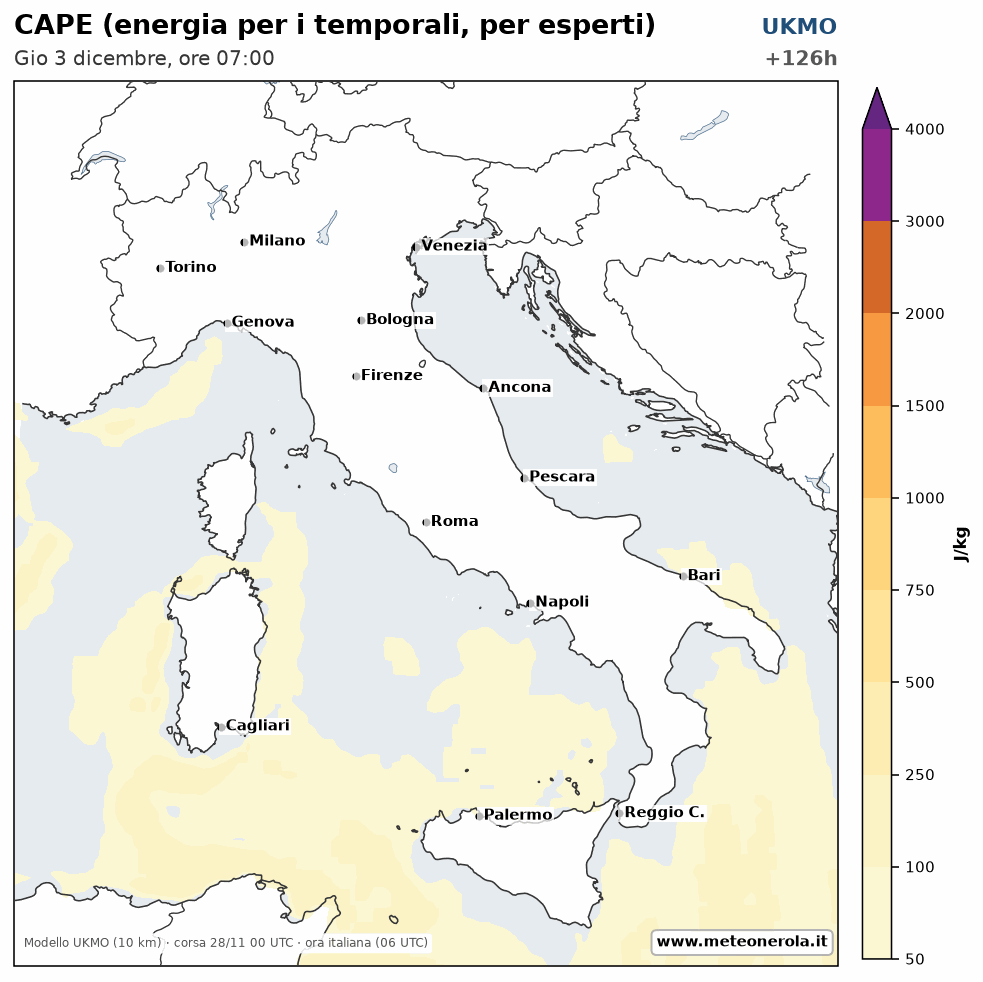 CAPE (energia per i temporali, per esperti)
UKMO
Gio 3 dicembre, ore 07:00
+126h
Milano
Venezia
Torino
Genova
Bologna
Firenze
Ancona
Pescara
Roma
Bari
Napoli
Cagliari
Palermo
Reggio C.
4000
3000
2000
1500
1000
750
500
250
100
50
J/kg
Modello UKMO (10 km) · corsa 28/11 00 UTC · ora italiana (06 UTC)
www.meteonerola.it